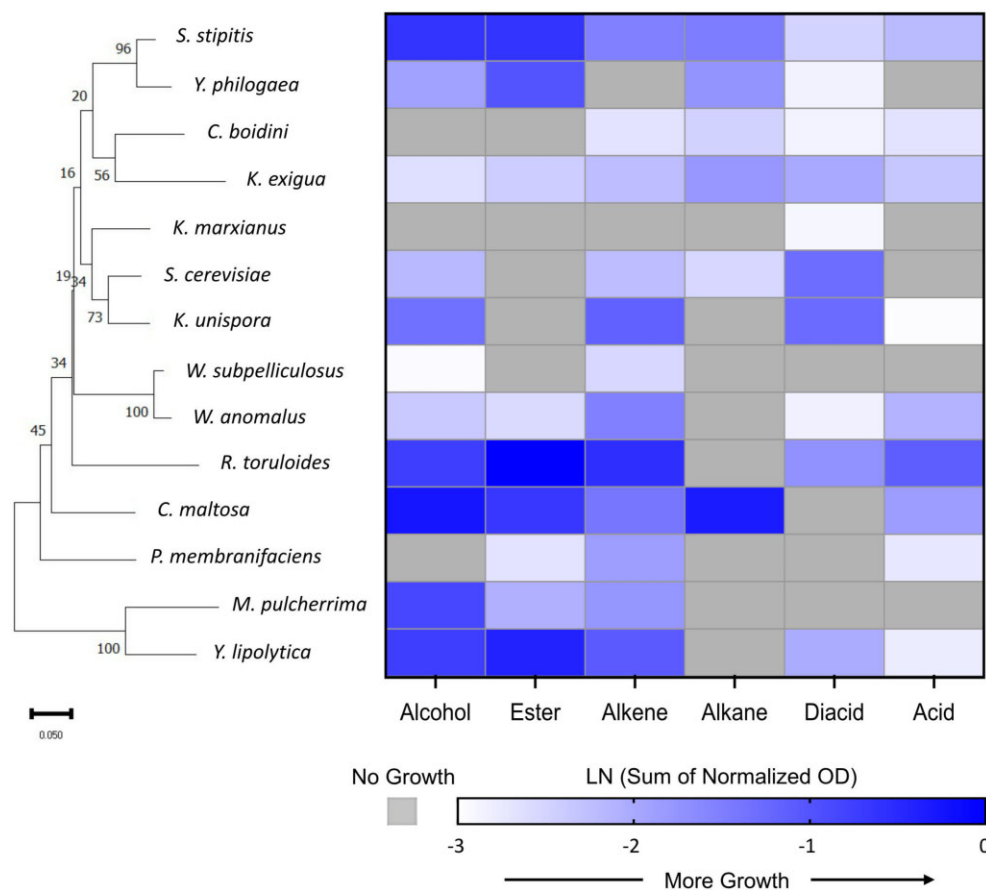 S. stipitis
96
Y. philogaea
20
C. boidini
56
K. exigua
16
K. marxianus
19
34
S. cerevisiae
73
K. unispora
34
W. subpelliculosus
100
W. anomalus
45
R. toruloides
C. maltosa
P. membranifaciens
M. pulcherrima
100
Y. lipolytica
0.050
Alcohol Ester Alkene Alkane Diacid Acid
No Growth LN (Sum of Normalized OD)
-3 -2 -1 0
More Growth